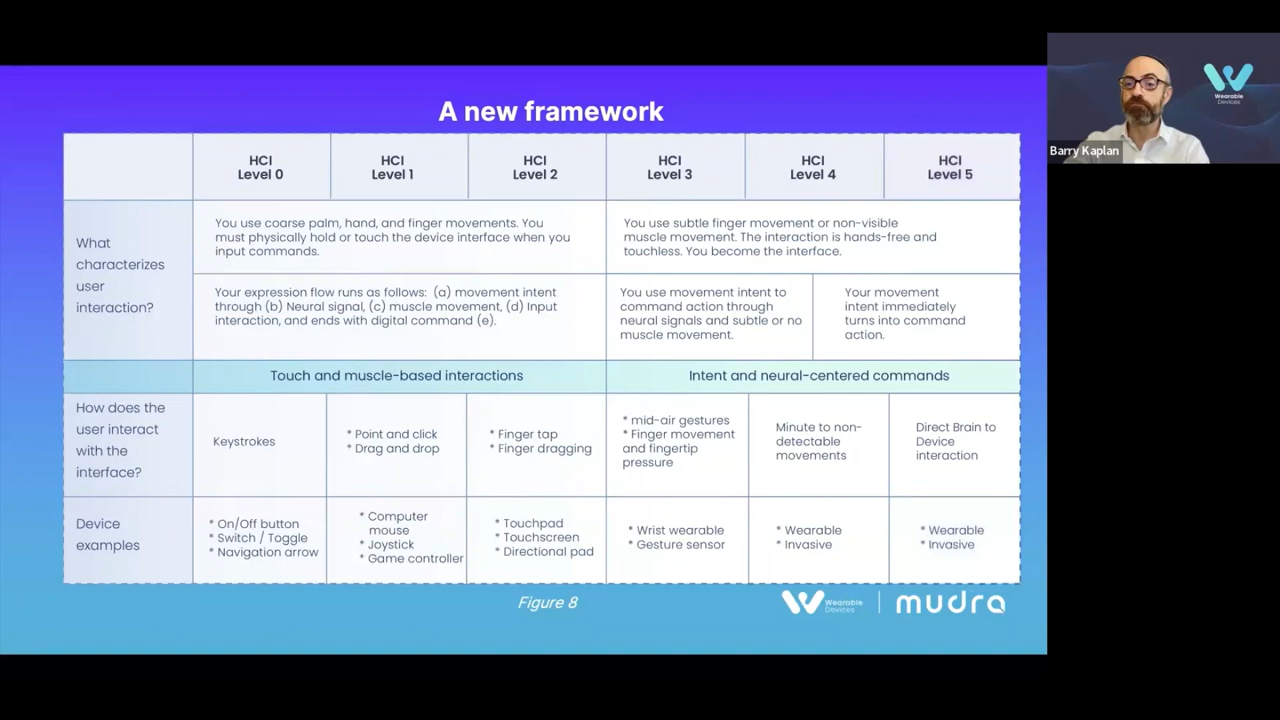 A new framework
HCI
Level 0
HCI
Level 1
HCI
Level 2
HCI
Level 3
HCI
Level 4
HCI
Level 5
What
characterizes
user
interaction?
You use coarse palm, hand, and finger movements. You
must physically hold or touch the device interface when you
input commands.
You use subtle finger movement or non-visible
muscle movement. The interaction is hands-free and
touchless. You become the interface.
Your expression flow runs as follows: (a) movement intent
through (b) Neural signal, (c) muscle movement, (d) Input
interaction, and ends with digital command (e).
You use movement intent to
command action through
neural signals and subtle or no
muscle movement.
Your movement
intent immediately
turns into command
action.
Touch and muscle-based interactions
Intent and neural-centered commands
How does the
user interact
with the
interface?
Keystrokes
* Point and click
* Drag and drop
* Finger tap
* Finger dragging
* mid-air gestures
* Finger movement
and fingertip
pressure
Minute to non-
detectable
movements
Direct Brain to
Device
interaction
Device
examples
* On/Off button
* Switch / Toggle
* Navigation arrow
* Computer
mouse
* Joystick
* Game controller
* Touchpad
* Touchscreen
* Directional pad
* Wrist wearable
* Gesture sensor
* Wearable
* Invasive
* Wearable
* Invasive
Figure 8
Wearable
Devices
mudra
Wearable
Devices
Barry Kaplan